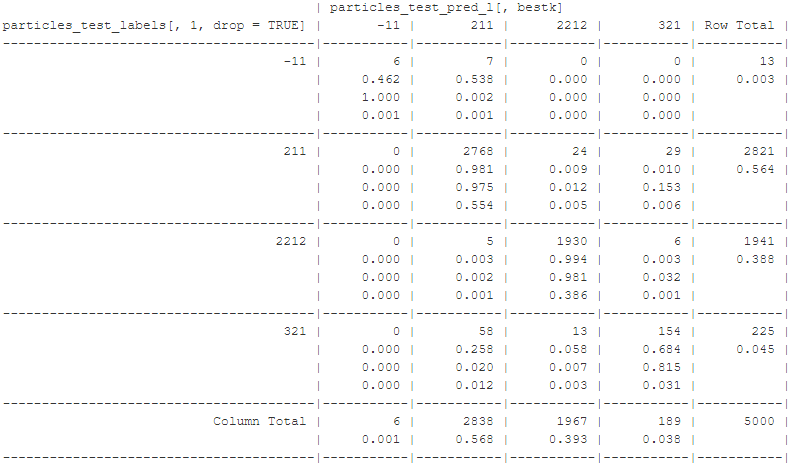 | particles_test_pred_l[, bestk]
particles_test_labels[, 1, drop = TRUE] |       -11 |       211 |      2212 |       321 | Row Total |
----------------------------------------|-----------|-----------|-----------|-----------|-----------|
                                    -11 |         6 |         7 |         0 |         0 |        13 |
                                        |     0.462 |     0.538 |     0.000 |     0.000 |     0.003 |
                                        |     1.000 |     0.002 |     0.000 |     0.000 |           |
                                        |     0.001 |     0.001 |     0.000 |     0.000 |           |
----------------------------------------|-----------|-----------|-----------|-----------|-----------|
                                    211 |         0 |      2768 |        24 |        29 |      2821 |
                                        |     0.000 |     0.981 |     0.009 |     0.010 |     0.564 |
                                        |     0.000 |     0.975 |     0.012 |     0.153 |           |
                                        |     0.000 |     0.554 |     0.005 |     0.006 |           |
----------------------------------------|-----------|-----------|-----------|-----------|-----------|
                                   2212 |         0 |         5 |      1930 |         6 |      1941 |
                                        |     0.000 |     0.003 |     0.994 |     0.003 |     0.388 |
                                        |     0.000 |     0.002 |     0.981 |     0.032 |           |
                                        |     0.000 |     0.001 |     0.386 |     0.001 |           |
----------------------------------------|-----------|-----------|-----------|-----------|-----------|
                                    321 |         0 |        58 |        13 |       154 |       225 |
                                        |     0.000 |     0.258 |     0.058 |     0.684 |     0.045 |
                                        |     0.000 |     0.020 |     0.007 |     0.815 |           |
                                        |     0.000 |     0.012 |     0.003 |     0.031 |           |
----------------------------------------|-----------|-----------|-----------|-----------|-----------|
                           Column Total |         6 |      2838 |      1967 |       189 |      5000 |
                                        |     0.001 |     0.568 |     0.393 |     0.038 |           |
----------------------------------------|-----------|-----------|-----------|-----------|-----------|